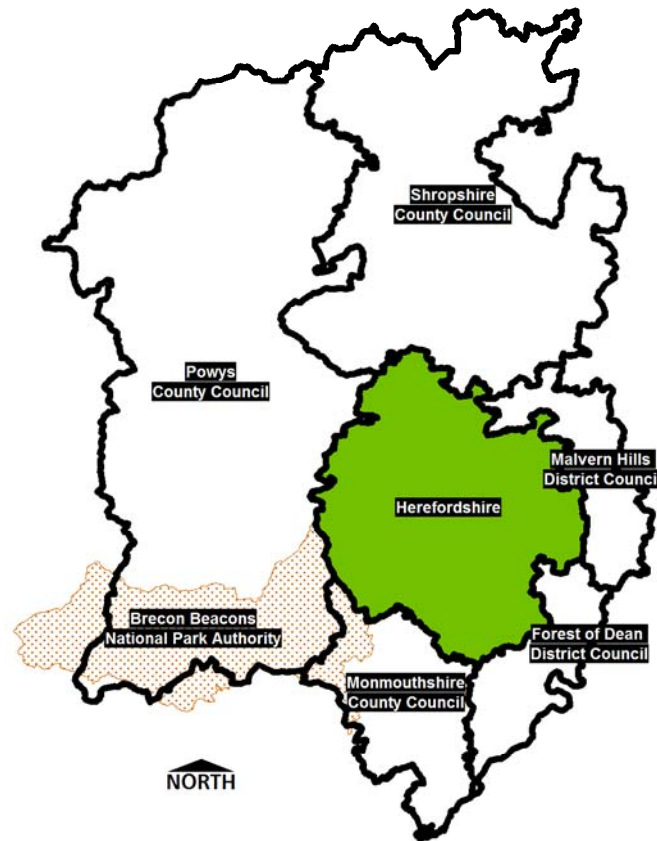 Shropshire
County Council
Powys
County Council
Malvern Hills
District Council
Herefordshire
Brecon Beacons
National Park Authority
Forest of Dean
District Council
Monmouthshire
County Council
NORTH